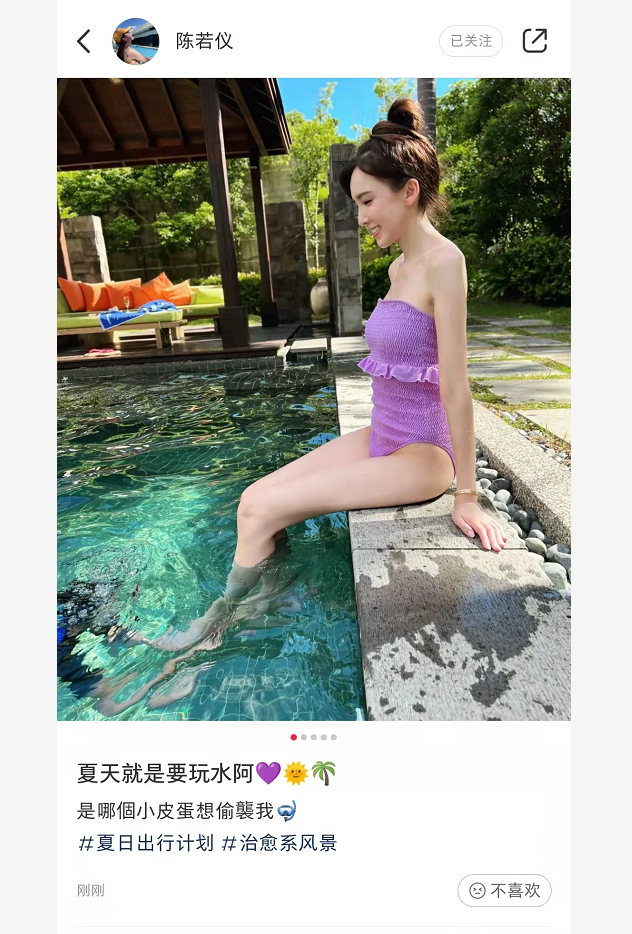 陈若仪
已关注
夏天就是要玩水阿💜🌞🌴
是哪個小皮蛋想偷襲我🤿
#夏日出行计划 #治愈系风景
刚刚
不喜欢